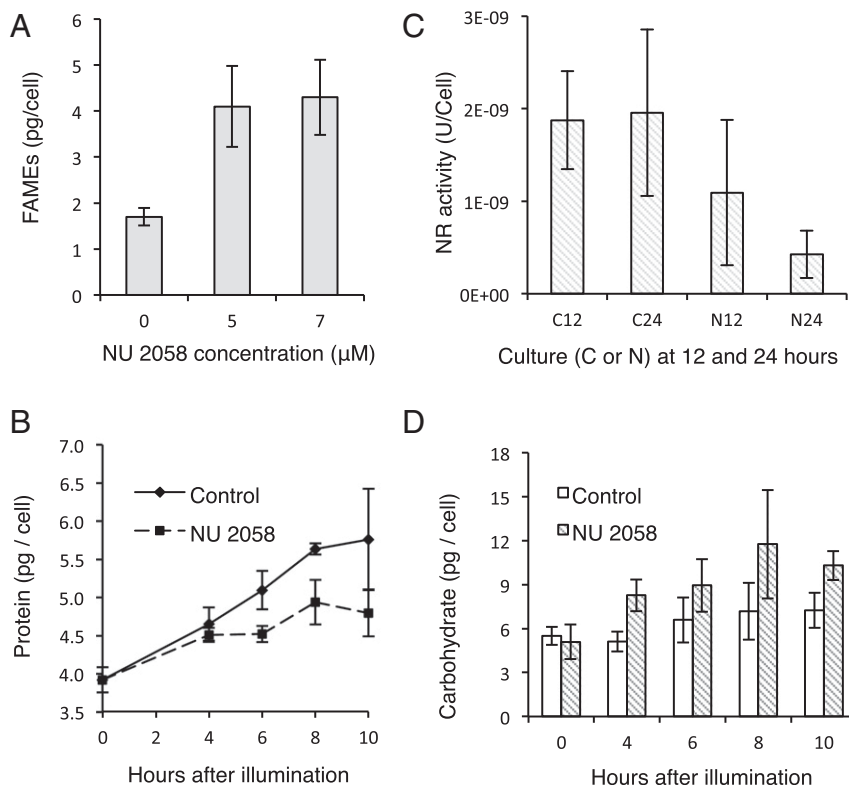 A
FAMEs (pg/cell)
6
5
4
3
2
1
0
0 5 7
NU 2058 concentration (μM)
C
NR activity (U/Cell)
3E-09
2E-09
1E-09
0E+00
C12 C24 N12 N24
Culture (C or N) at 12 and 24 hours
B
Protein (pg / cell)
7.0
6.5
6.0
5.5
5.0
4.5
4.0
3.5
Control
NU 2058
0 2 4 6 8 10
Hours after illumination
D
Carbohydrate (pg / cell)
18
15
12
9
6
3
0
Control
NU 2058
0 4 6 8 10
Hours after illumination